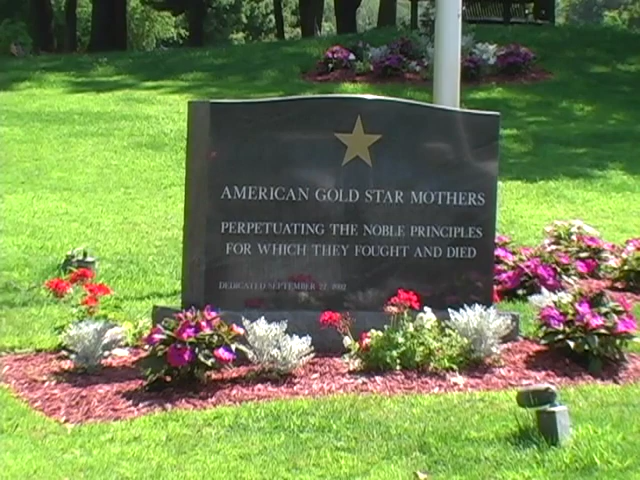 AMERICAN GOLD STAR MOTHERS
PERPETUATING THE NOBLE PRINCIPLES
FOR WHICH THEY FOUGHT AND DIED
DEDICATED SEPTEMBER